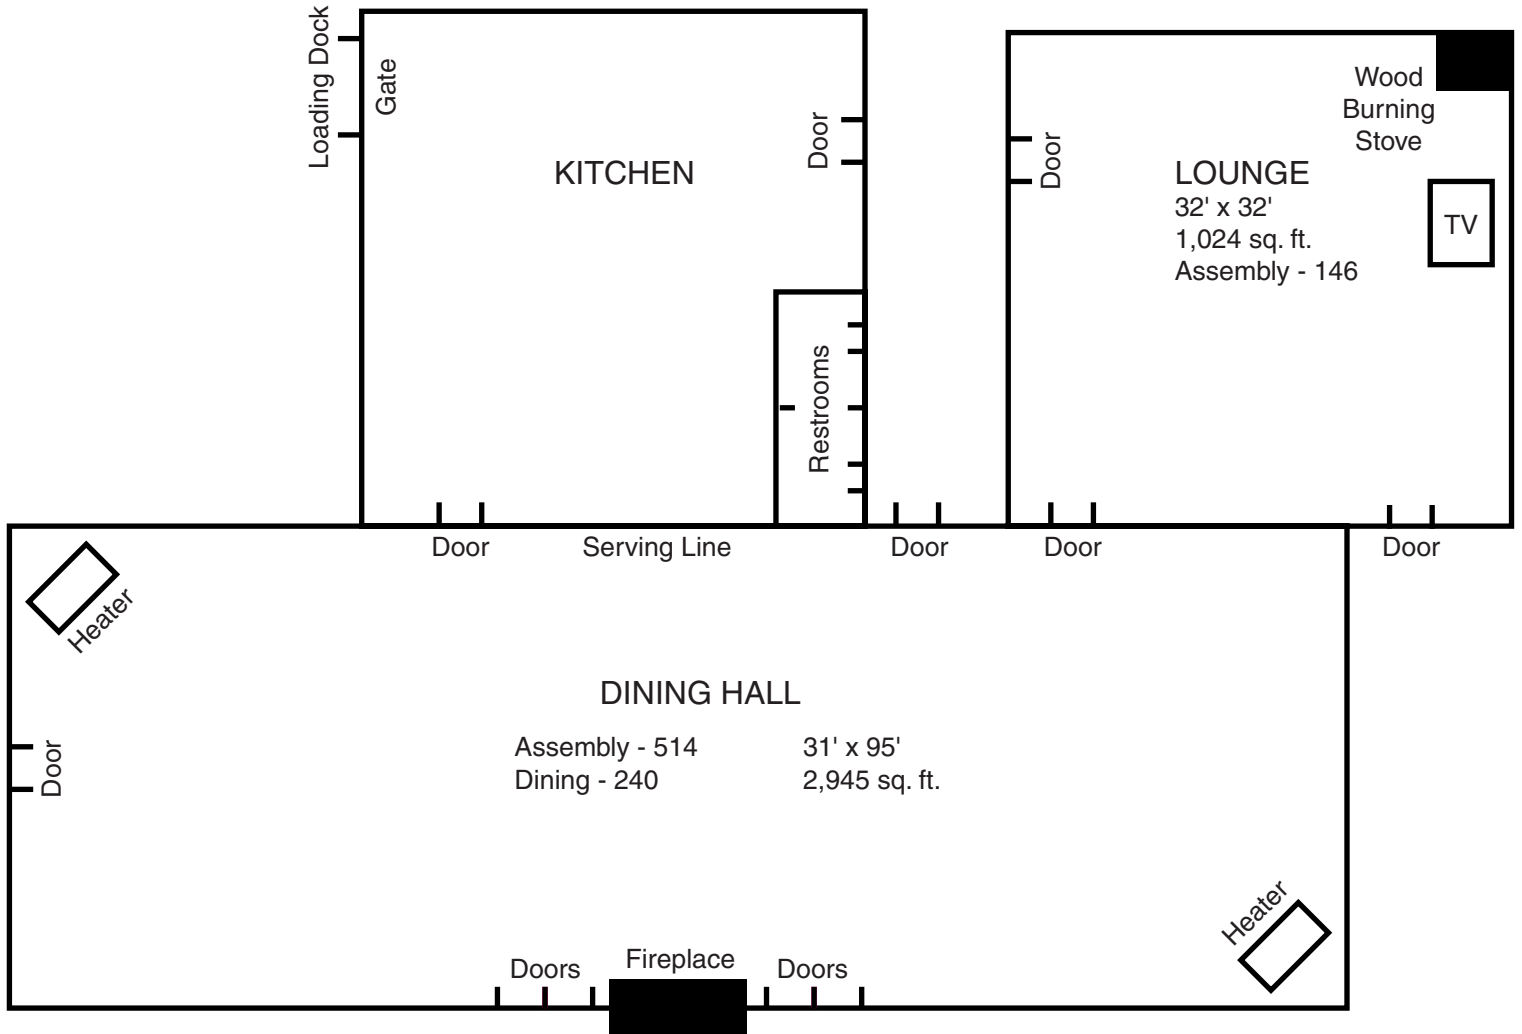 Loading Dock
Gate
KITCHEN
Door
Restrooms
Door
LOUNGE
32' x 32'
1,024 sq. ft.
Assembly - 146
Wood
Burning
Stove
TV
Door
Serving Line
Door
Door
Door
Heater
DINING HALL
Assembly - 514
31' x 95'
Dining - 240
2,945 sq. ft.
Door
Heater
Doors
Fireplace
Doors